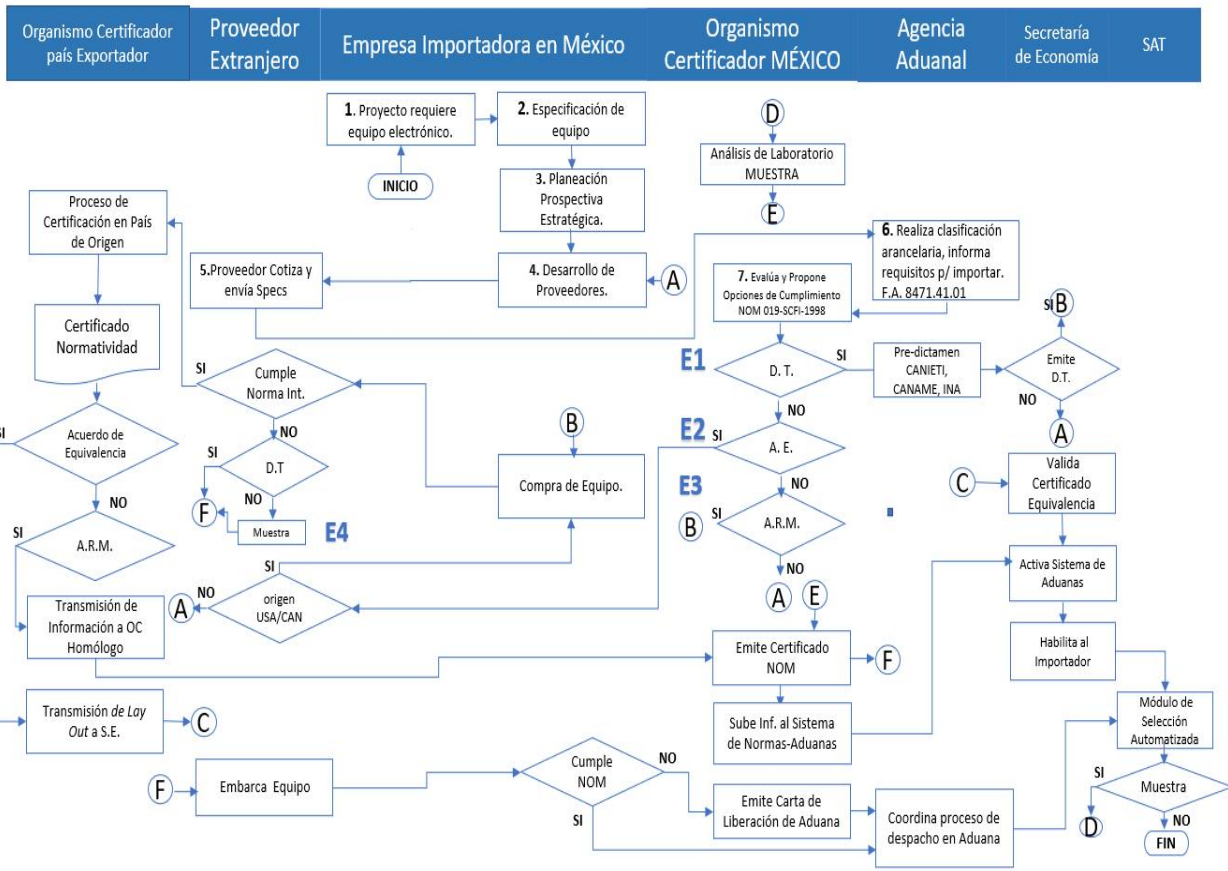 Organismo Certificador
país Exportador
Proveedor
Extranjero
Empresa Importadora en México
Organismo
Certificador MÉXICO
Agencia
Aduanal
Secretaría
de Economía
SAT
1. Proyecto requiere
equipo electrónico.
2. Especificación de
equipo
INICIO
3. Planeación
Prospectiva
Estratégica.
4. Desarrollo de
Proveedores.
A
5.Proveedor Cotiza y
envía Specs
D
Análisis de Laboratorio
MUESTRA
E
6. Realiza clasificación
arancelaria, informa
requisitos p/ importar.
F.A. 8471.41.01
7. Evalúa y Propone
Opciones de Cumplimiento
NOM 019-SCFI-1998
Proceso de
Certificación en País
de Origen
Certificado
Normatividad
SI
Acuerdo de
Equivalencia
NO
SI
A.R.M.
Transmisión de
Información a OC
Homólogo
Transmisión de Lay
Out a S.E.
C
SI
Cumple
Norma Int.
NO
SI
D.T
NO
F
Muestra
E4
SI
NO
A
origen
USA/CAN
B
Compra de Equipo.
E1
D. T.
SI
NO
E2
SI
A. E.
NO
E3
SI
B
A.R.M.
NO
A
E
Pre-dictamen
CANIETI,
CANAME, INA
SI
B
Emite
D.T.
NO
A
C
Valida
Certificado
Equivalencia
Activa Sistema de
Aduanas
Habilita al
Importador
Emite Certificado
NOM
F
Sube Inf. al Sistema
de Normas-Aduanas
Módulo de
Selección
Automatizada
F
Embarca Equipo
Cumple
NOM
NO
SI
Emite Carta de
Liberación de Aduana
Coordina proceso de
despacho en Aduana
SI
Muestra
D
NO
FIN